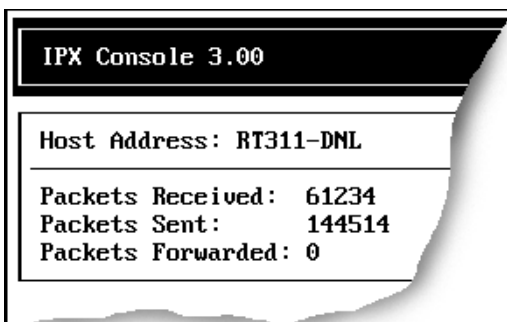 IPX Console 3.00
Host Address: RT311-DNL
Packets Received: 61234
Packets Sent: 144514
Packets Forwarded: 0